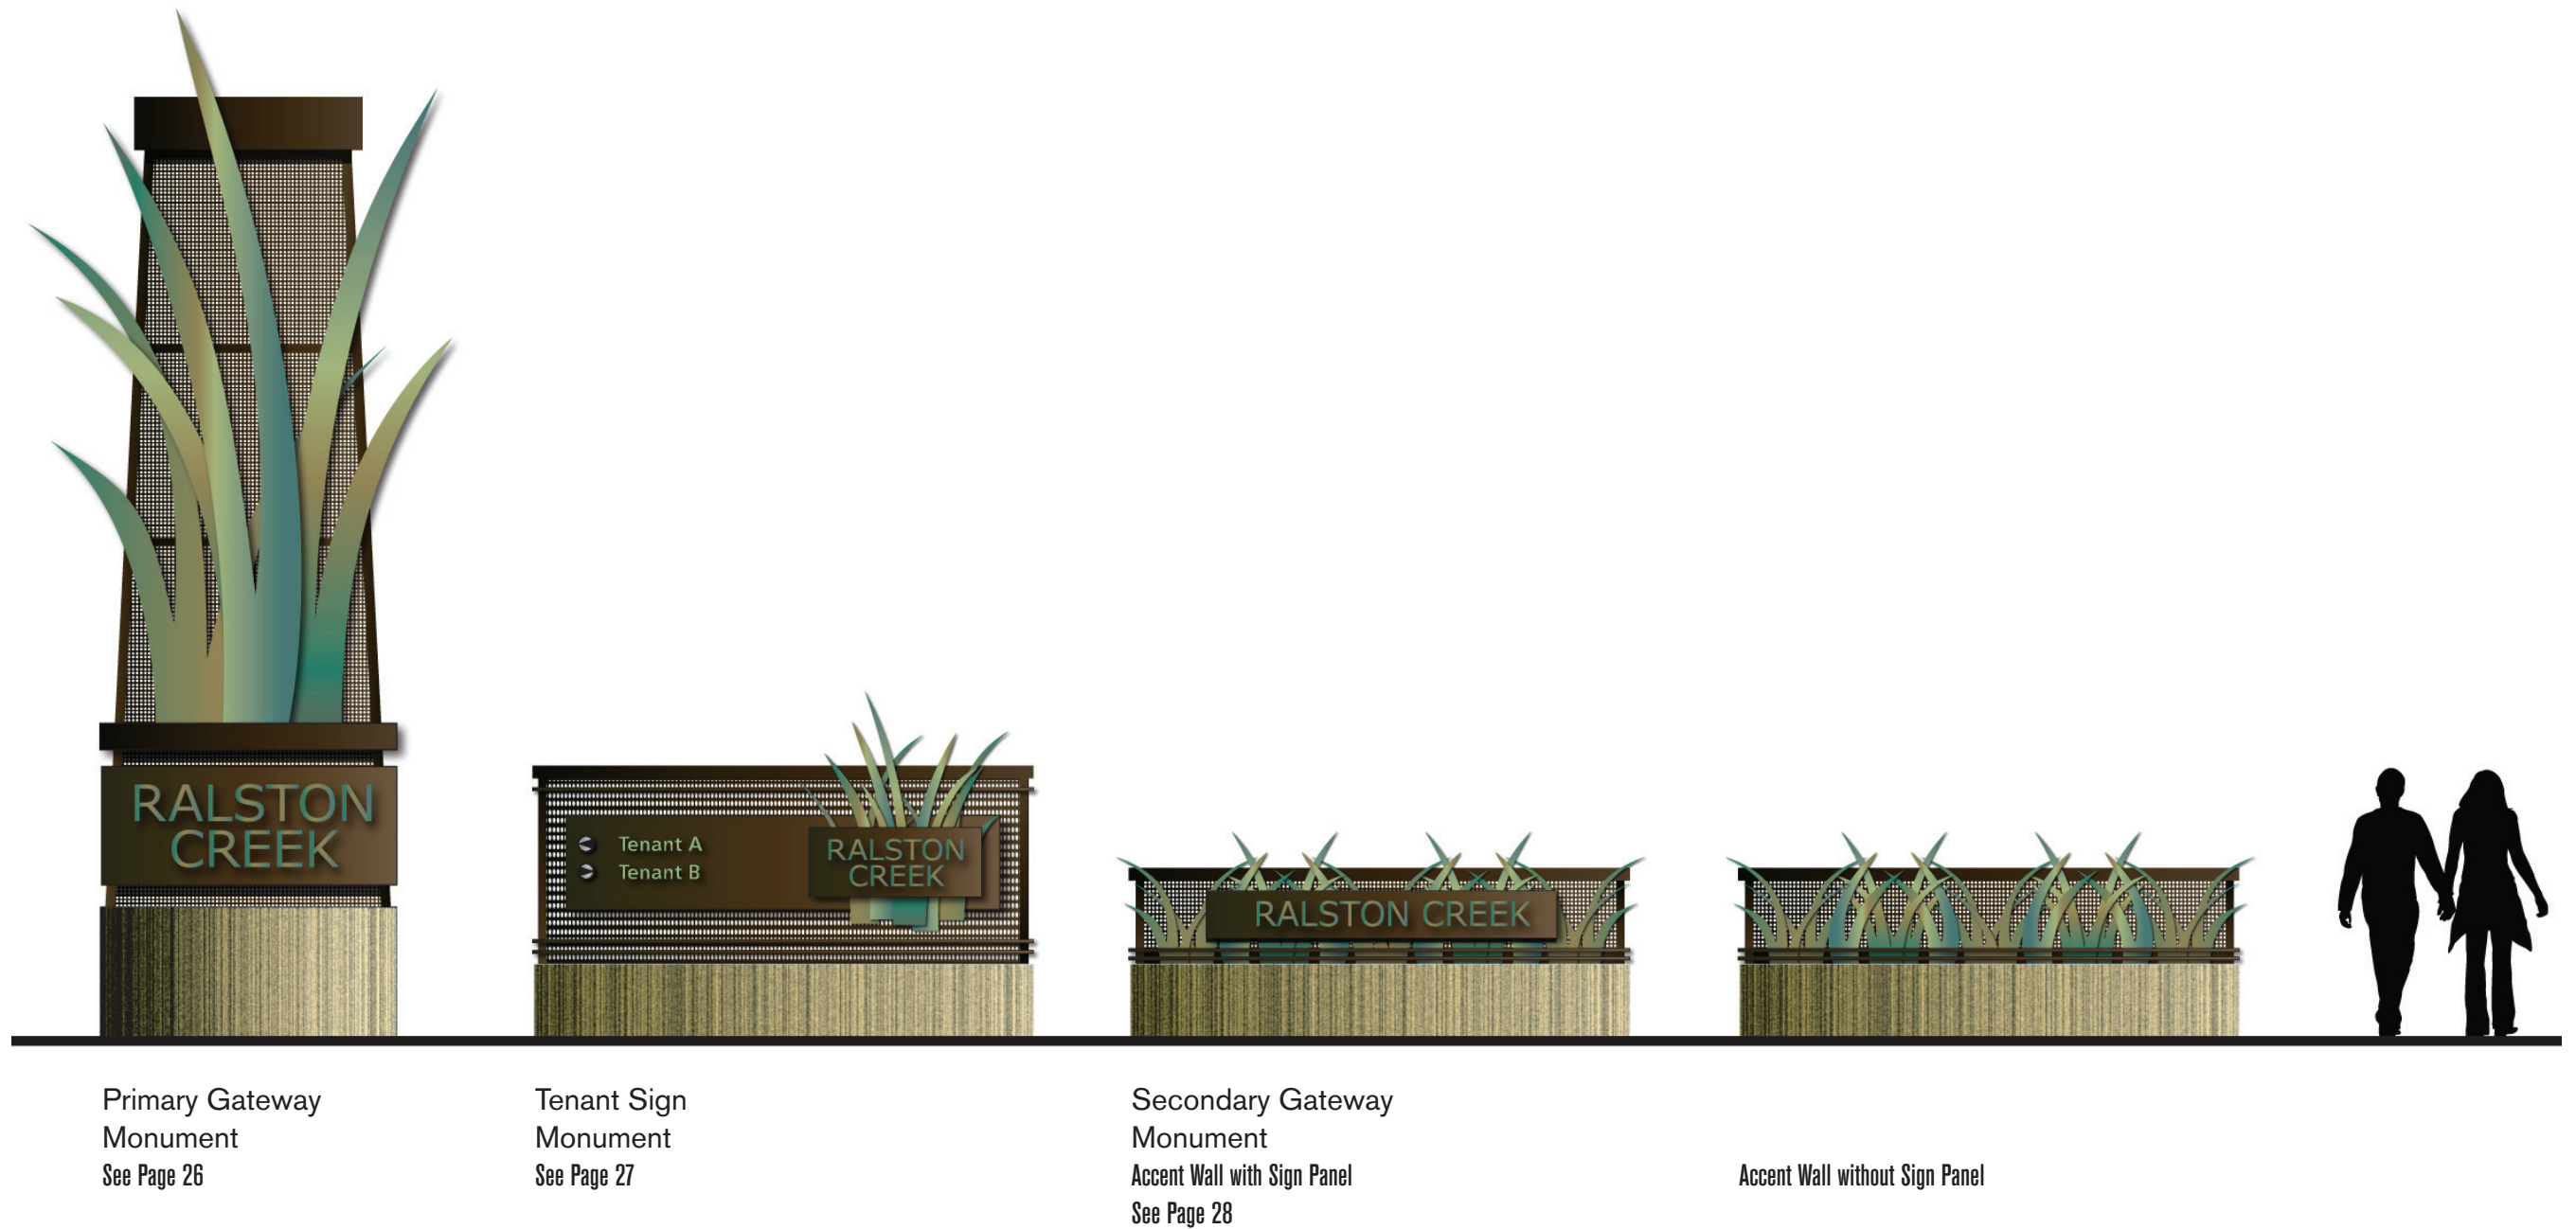 RALSTON
CREEK
Tenant A
Tenant B
RALSTON
CREEK
RALSTON CREEK
Primary Gateway
Monument
See Page 26
Tenant Sign
Monument
See Page 27
Secondary Gateway
Monument
Accent Wall with Sign Panel
See Page 28
Accent Wall without Sign Panel